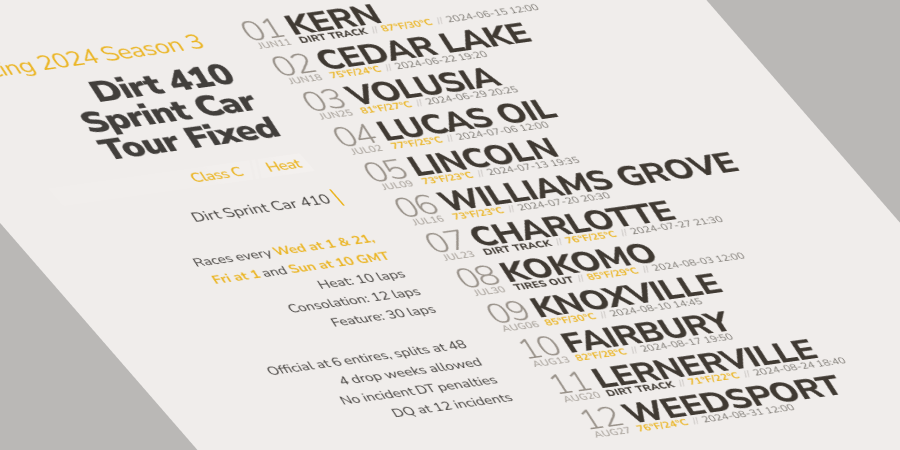 ing 2024 Season 3
Dirt 410
Sprint Car
Tour Fixed
Class C Heat
Dirt Sprint Car 410
Races every Wed at 1 & 21,
Fri at 1 and Sun at 10 GMT
Heat: 10 laps
Consolation: 12 laps
Feature: 30 laps
Official at 6 entires, splits at 48
4 drop weeks allowed
No incident DT penalties
DQ at 12 incidents
01 KERN
JUN11 DIRT TRACK // 87°F/30°C // 2024-06-15 12:00
02 CEDAR LAKE
JUN18 75°F/24°C // 2024-06-22 19:20
03 VOLUSIA
JUN25 81°F/27°C // 2024-06-29 20:25
04 LUCAS OIL
JUL02 77°F/25°C // 2024-07-06 12:00
05 LINCOLN
JUL09 73°F/23°C // 2024-07-13 19:35
06 WILLIAMS GROVE
JUL16 73°F/23°C // 2024-07-20 20:30
07 CHARLOTTE
JUL23 DIRT TRACK // 76°F/25°C // 2024-07-27 21:30
08 KOKOMO
JUL30 TIRES OUT // 85°F/29°C // 2024-08-03 12:00
09 KNOXVILLE
AUG06 85°F/30°C // 2024-08-10 14:45
10 FAIRBURY
AUG13 82°F/28°C // 2024-08-17 19:50
11 LERNERVILLE
AUG20 DIRT TRACK // 71°F/22°C // 2024-08-24 18:40
12 WEEDSPORT
AUG27 76°F/24°C // 2024-08-31 12:00